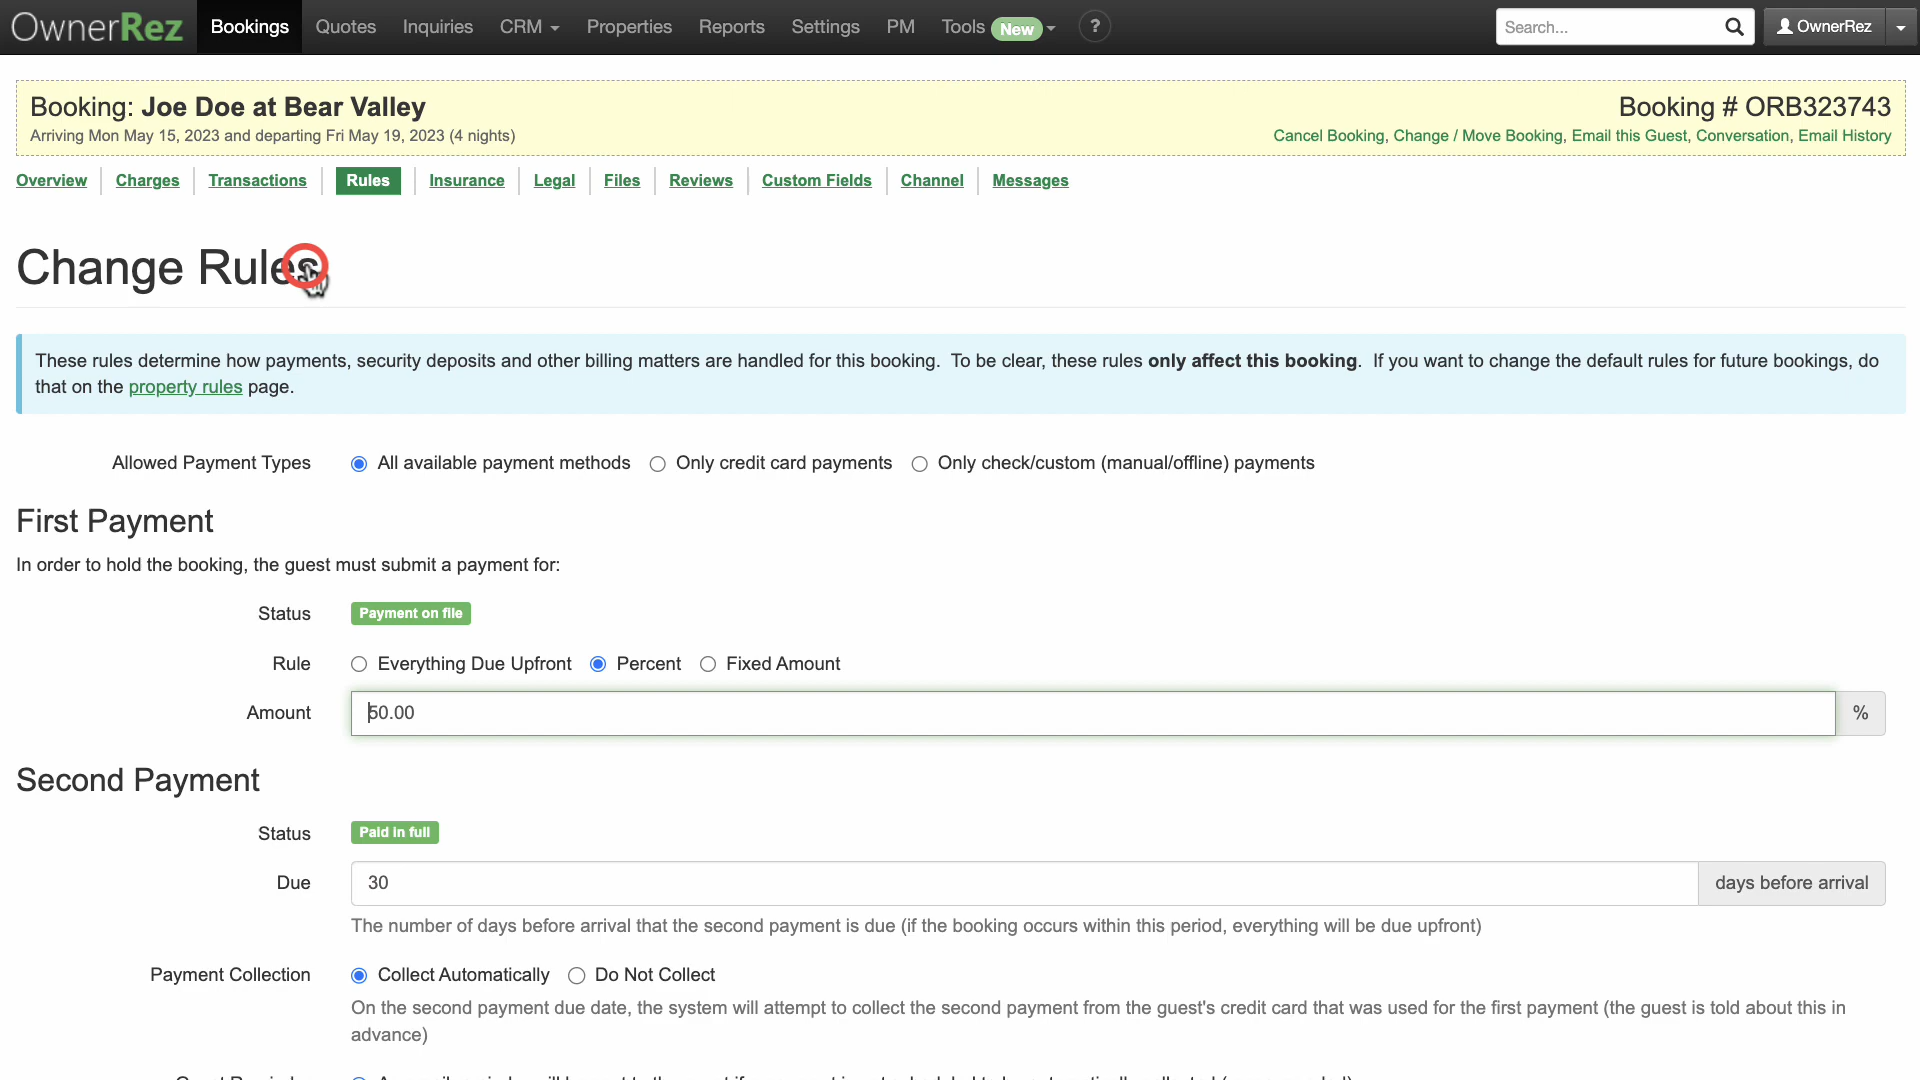 OwnerRez Bookings Quotes Inquiries CRM Properties Reports Settings PM Tools New ? Search... OwnerRez
Booking: Joe Doe at Bear Valley Booking # ORB323743
Arriving Mon May 15, 2023 and departing Fri May 19, 2023 (4 nights) Cancel Booking, Change / Move Booking, Email this Guest, Conversation, Email History
Overview Charges Transactions Rules Insurance Legal Files Reviews Custom Fields Channel Messages
Change Rules
These rules determine how payments, security deposits and other billing matters are handled for this booking. To be clear, these rules only affect this booking. If you want to change the default rules for future bookings, do
that on the property rules page.
Allowed Payment Types All available payment methods Only credit card payments Only check/custom (manual/offline) payments
First Payment
In order to hold the booking, the guest must submit a payment for:
Status Payment on file
Rule Everything Due Upfront Percent Fixed Amount
Amount 50.00 %
Second Payment
Status Paid in full
Due 30 days before arrival
The number of days before arrival that the second payment is due (if the booking occurs within this period, everything will be due upfront)
Payment Collection Collect Automatically Do Not Collect
On the second payment due date, the system will attempt to collect the second payment from the guest's credit card that was used for the first payment (the guest is told about this in
advance)